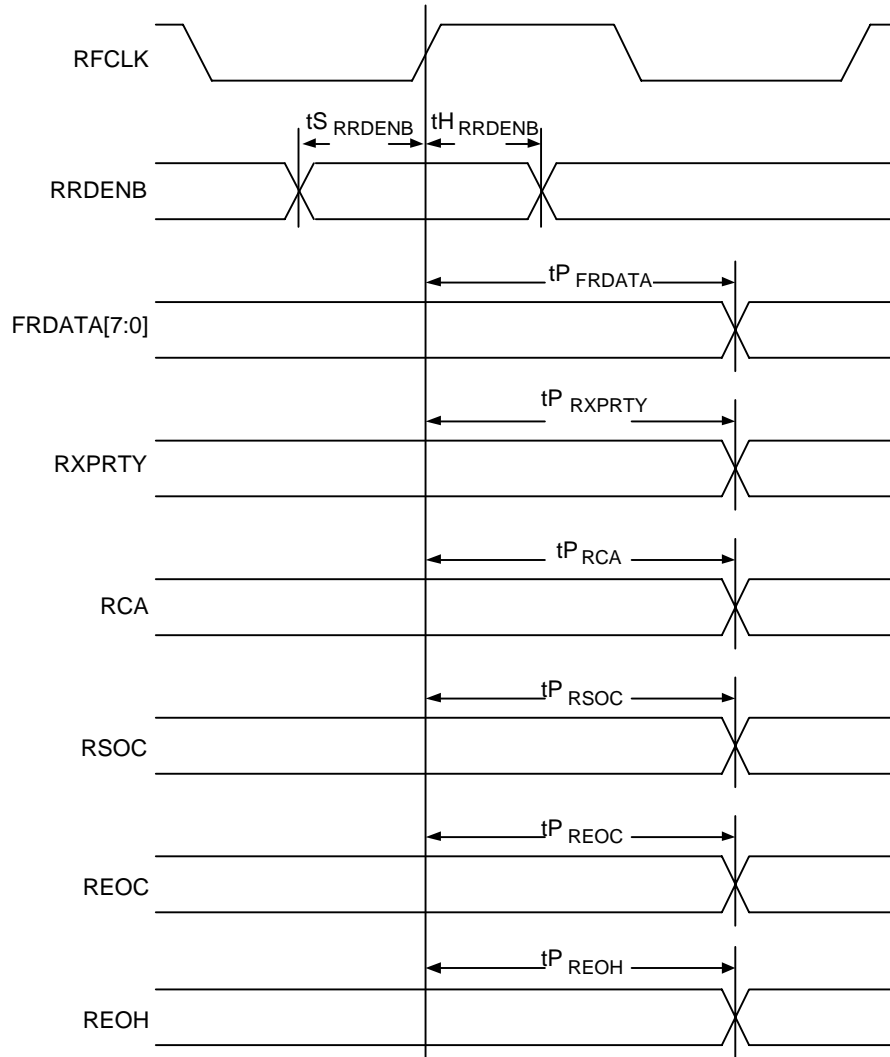 RFCLK
tS RRDENB tH RRDENB
RRDENB
tP FRDATA
FRDATA[7:0]
tP RXPRTY
RXPRTY
tP RCA
RCA
tP RSOC
RSOC
tP REOC
REOC
tP REOH
REOH